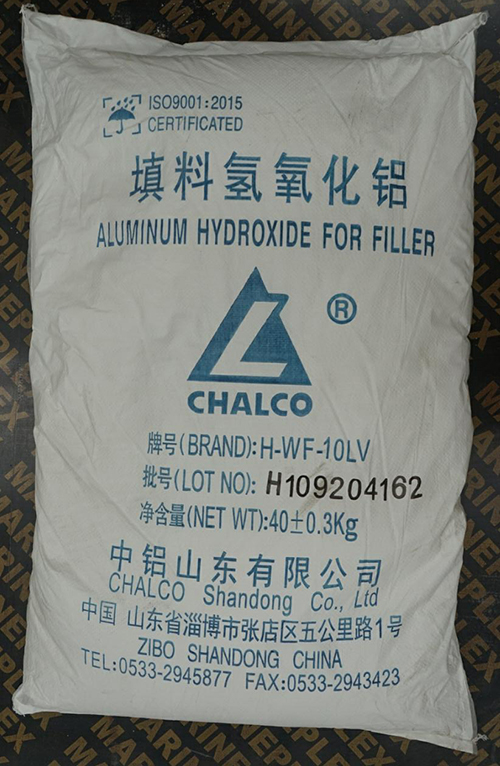 ISO9001:2015
CERTIFICATED
填料氢氧化铝
ALUMINUM HYDROXIDE FOR FILLER
®
CHALCO
牌号(BRAND):H-WF-10LV
批号(LOT NO): H109204162
净含量(NET WT):40±0.3Kg
中铝山东有限公司
CHALCO Shandong Co., Ltd
中国 山东省淄博市张店区五公里路1号
ZIBO SHANDONG CHINA
TEL:0533-2945877 FAX:0533-2943423
MARINEPLEX